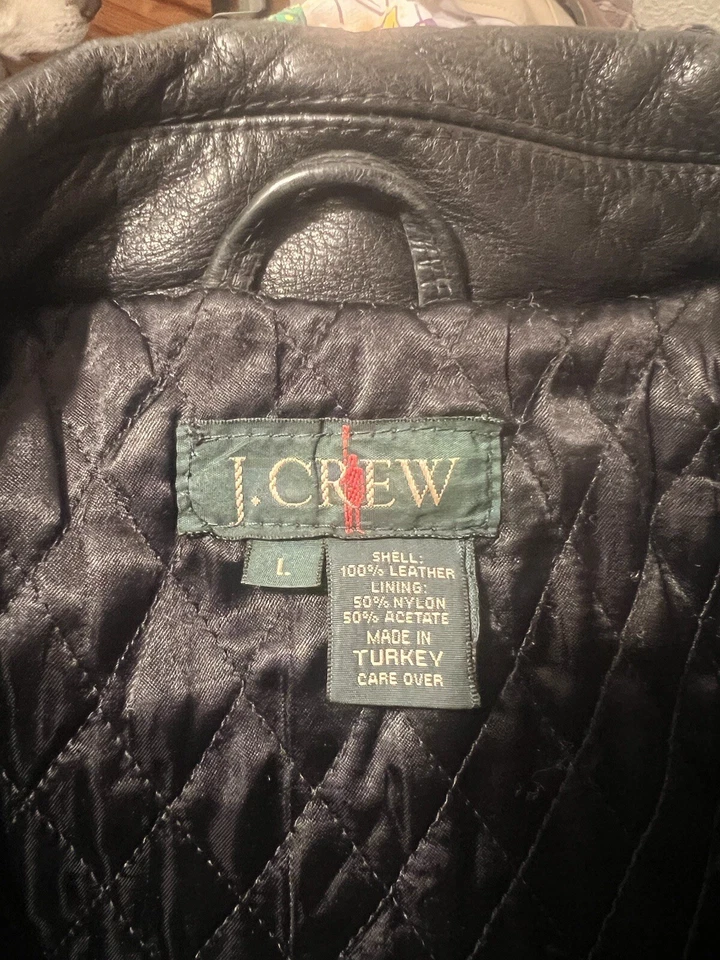 J.CREW
L
SHELL:
100% LEATHER
LINING:
50% NYLON
50% ACETATE
MADE IN
TURKEY
CARE OVER